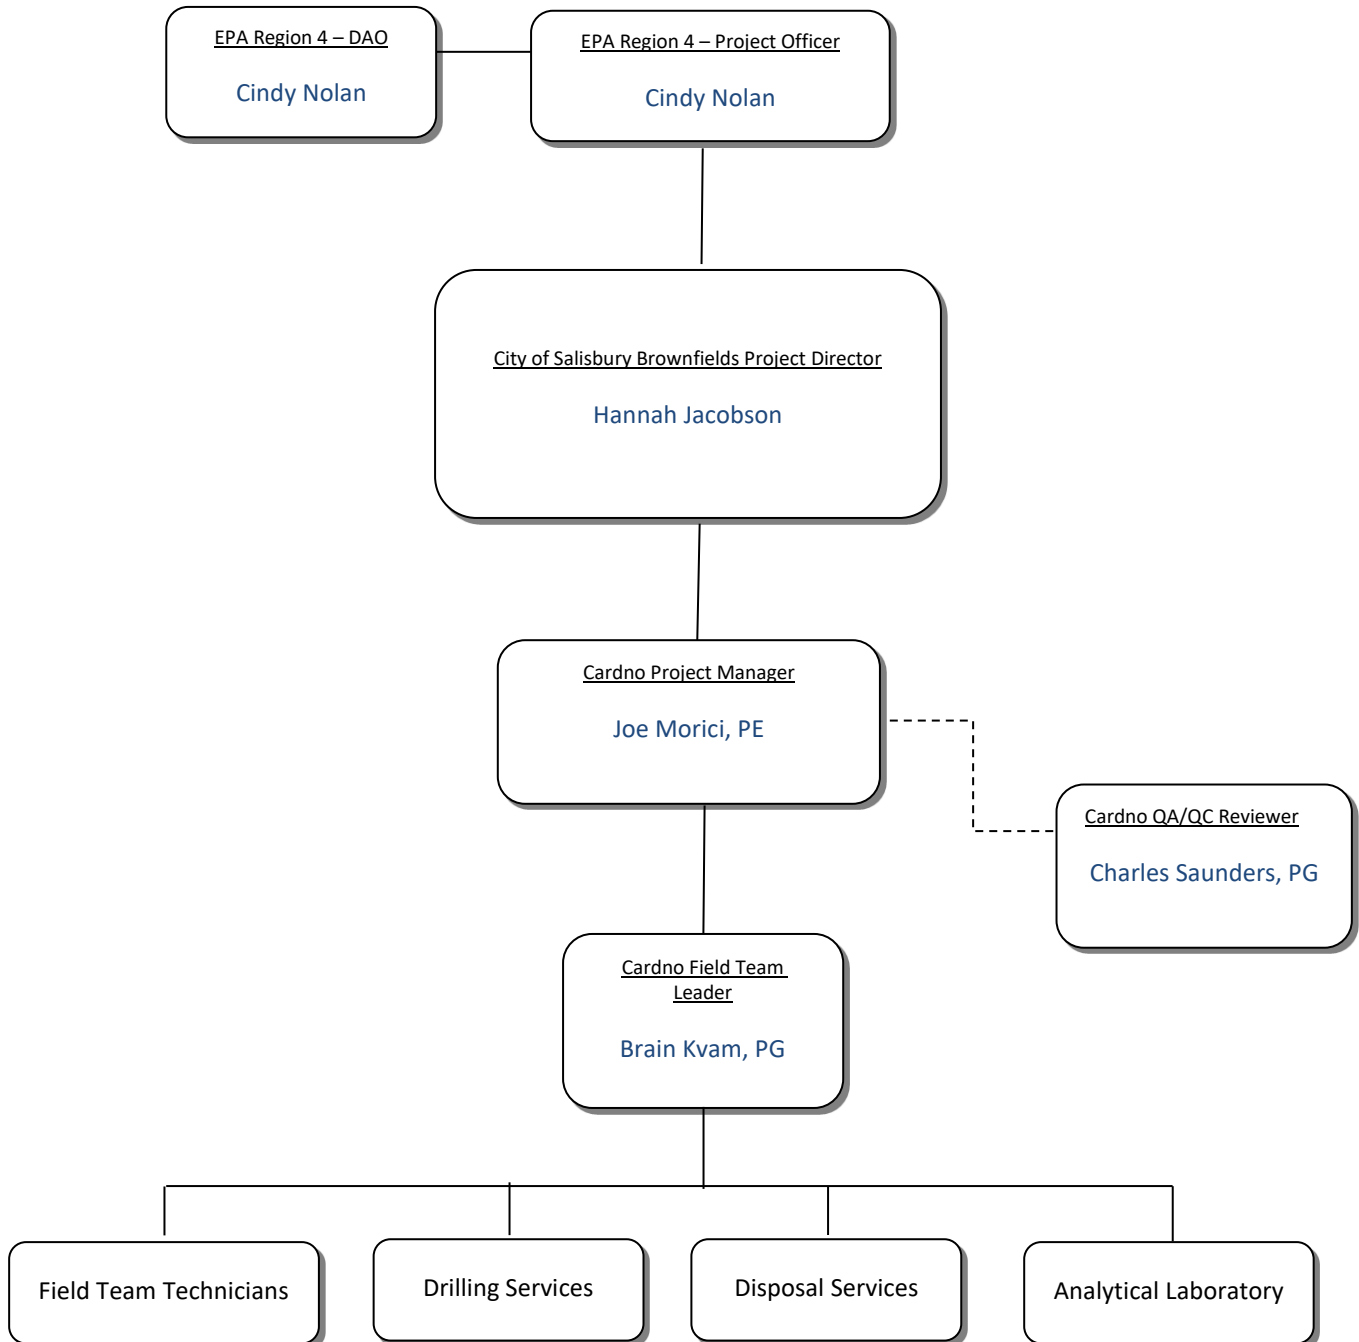 EPA Region 4 – DAO
Cindy Nolan
EPA Region 4 – Project Officer
Cindy Nolan
City of Salisbury Brownfields Project Director
Hannah Jacobson
Cardno Project Manager
Joe Morici, PE
Cardno QA/QC Reviewer
Charles Saunders, PG
Cardno Field Team
Leader
Brain Kvam, PG
Field Team Technicians
Drilling Services
Disposal Services
Analytical Laboratory